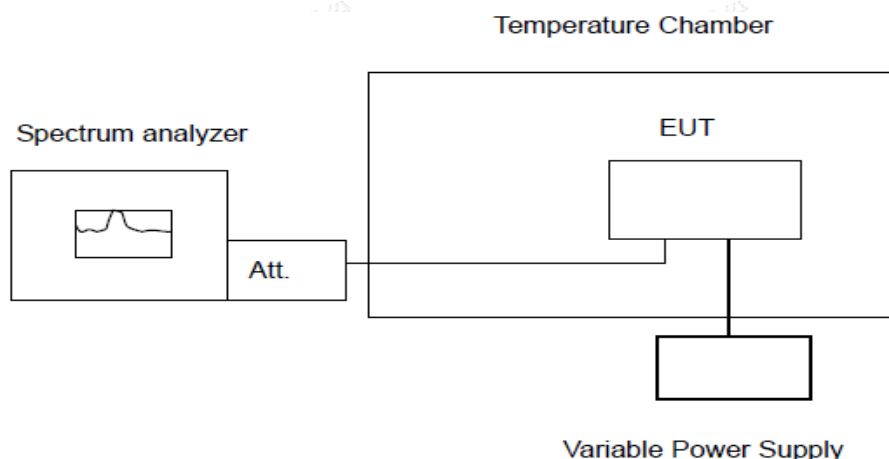 Temperature Chamber
Spectrum analyzer
EUT
Att.
Variable Power Supply